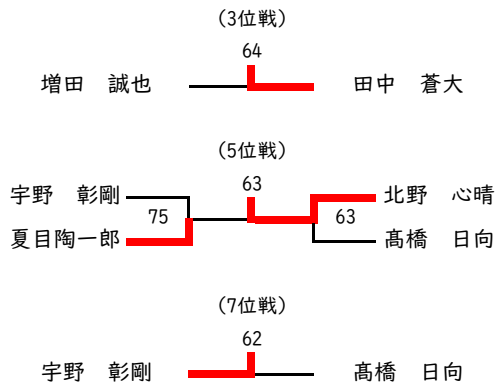 (3位戦)
64
増田 誠也 田中 蒼大
(5位戦)
宇野 彰剛 63 北野 心晴
75 63
夏目陶一郎 髙橋 日向
(7位戦)
62
宇野 彰剛 髙橋 日向